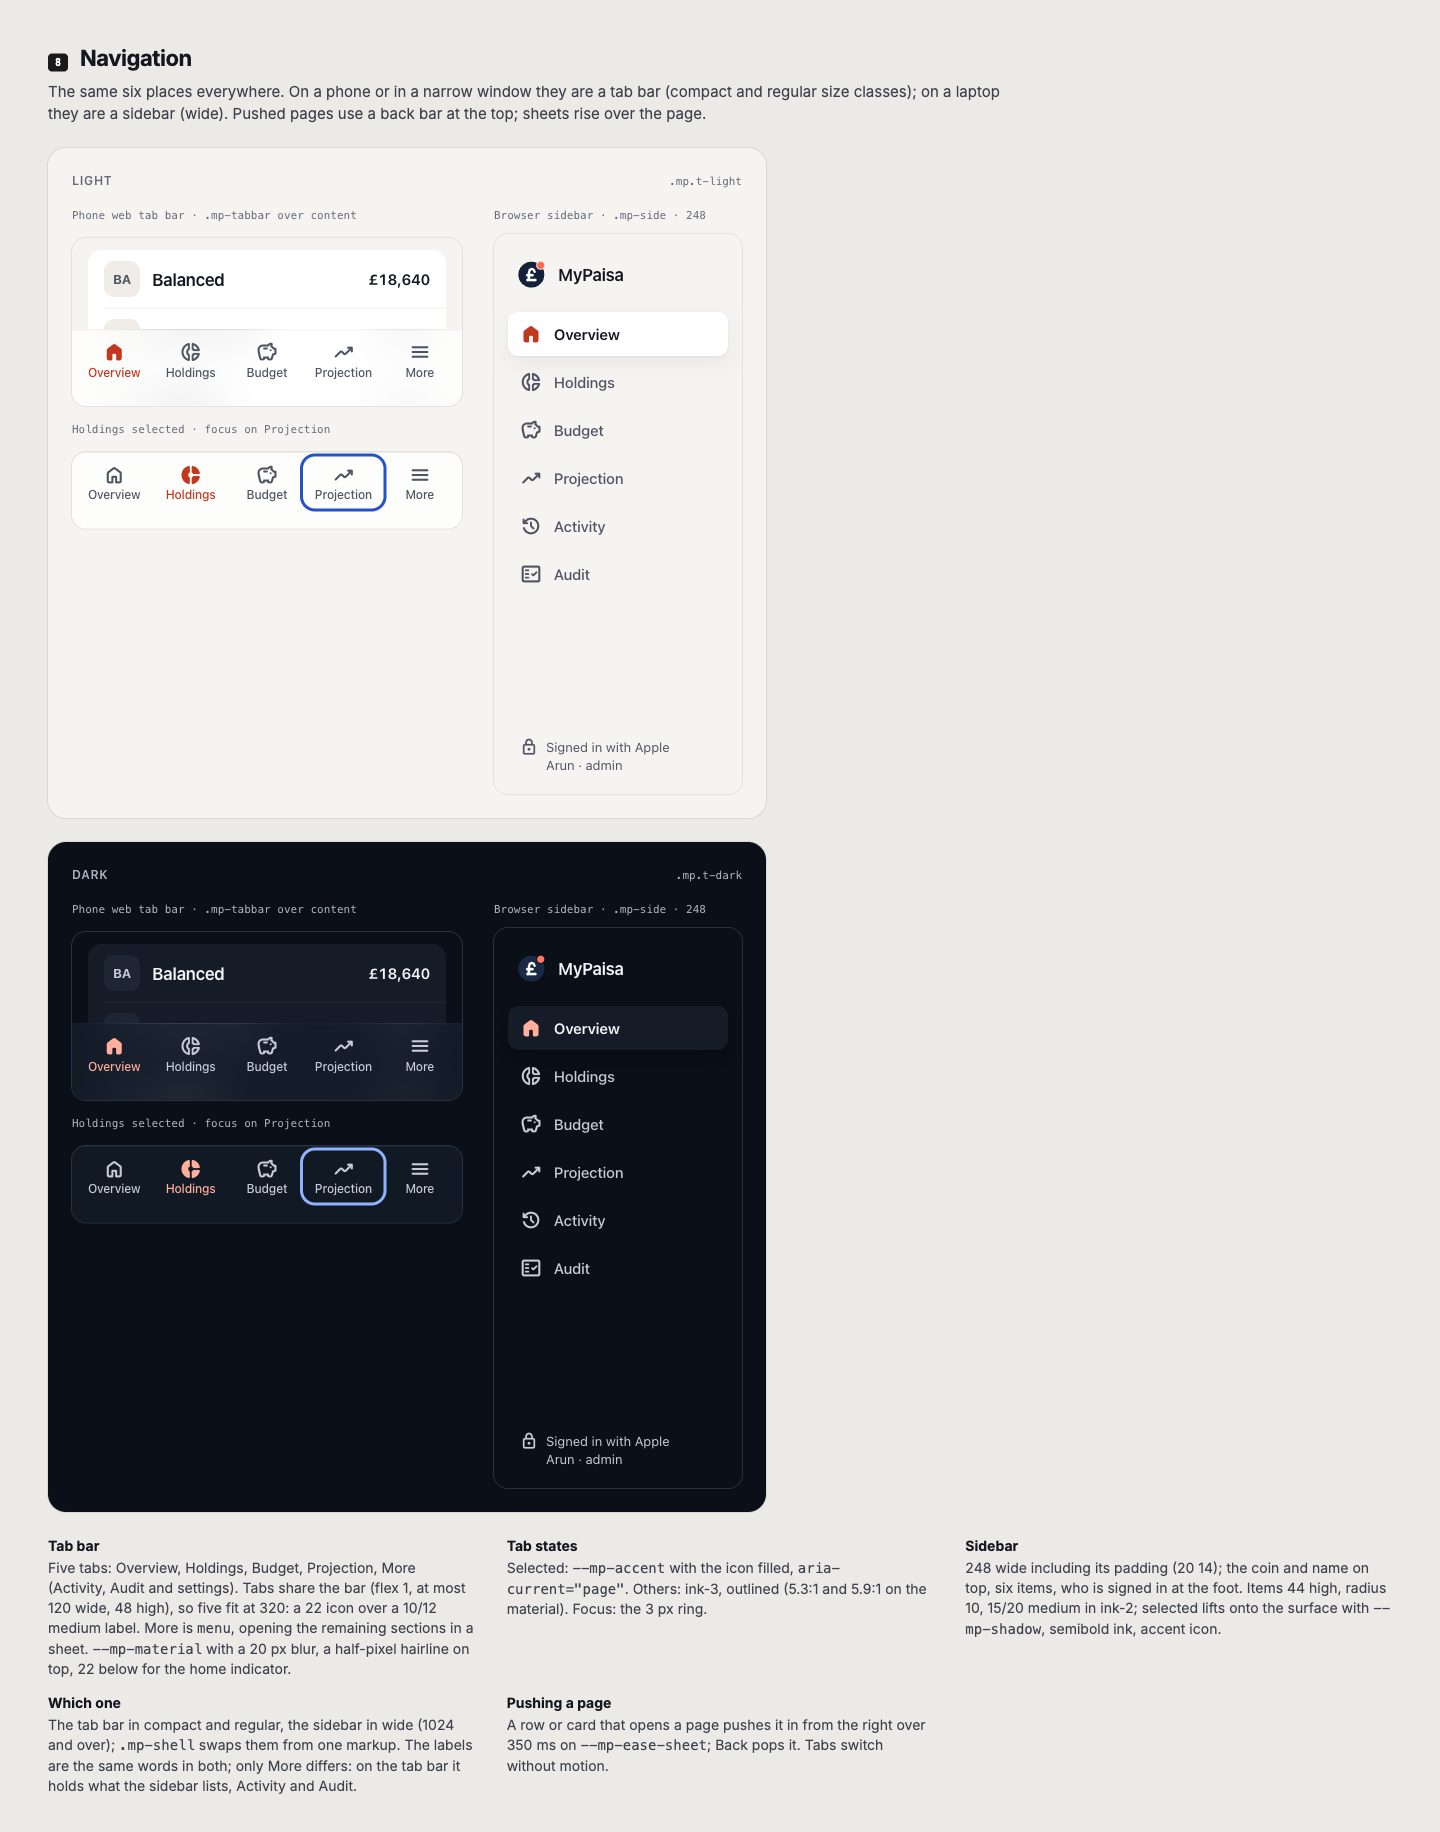 8 Navigation
The same six places everywhere. On a phone or in a narrow window they are a tab bar (compact and regular size classes); on a laptop
they are a sidebar (wide). Pushed pages use a back bar at the top; sheets rise over the page.
LIGHT
.mp.t-light
Phone web tab bar · .mp-tabbar over content
BA Balanced £18,640
Overview Holdings Budget Projection More
Holdings selected · focus on Projection
Overview Holdings Budget Projection More
Browser sidebar · .mp-side · 248
£ MyPaisa
Overview
Holdings
Budget
Projection
Activity
Audit
Signed in with Apple
Arun · admin
DARK
.mp.t-dark
Phone web tab bar · .mp-tabbar over content
BA Balanced £18,640
Overview Holdings Budget Projection More
Holdings selected · focus on Projection
Overview Holdings Budget Projection More
Browser sidebar · .mp-side · 248
£ MyPaisa
Overview
Holdings
Budget
Projection
Activity
Audit
Signed in with Apple
Arun · admin
Tab bar
Five tabs: Overview, Holdings, Budget, Projection, More
(Activity, Audit and settings). Tabs share the bar (flex 1, at most
120 wide, 48 high), so five fit at 320: a 22 icon over a 10/12
medium label. More is menu, opening the remaining sections in a
sheet. --mp-material with a 20 px blur, a half-pixel hairline on
top, 22 below for the home indicator.
Tab states
Selected: --mp-accent with the icon filled, aria-
current="page". Others: ink-3, outlined (5.3:1 and 5.9:1 on the
material). Focus: the 3 px ring.
Sidebar
248 wide including its padding (20 14); the coin and name on
top, six items, who is signed in at the foot. Items 44 high, radius
10, 15/20 medium in ink-2; selected lifts onto the surface with --
mp-shadow, semibold ink, accent icon.
Which one
The tab bar in compact and regular, the sidebar in wide (1024
and over); .mp-shell swaps them from one markup. The labels
are the same words in both; only More differs: on the tab bar it
holds what the sidebar lists, Activity and Audit.
Pushing a page
A row or card that opens a page pushes it in from the right over
350 ms on --mp-ease-sheet; Back pops it. Tabs switch
without motion.